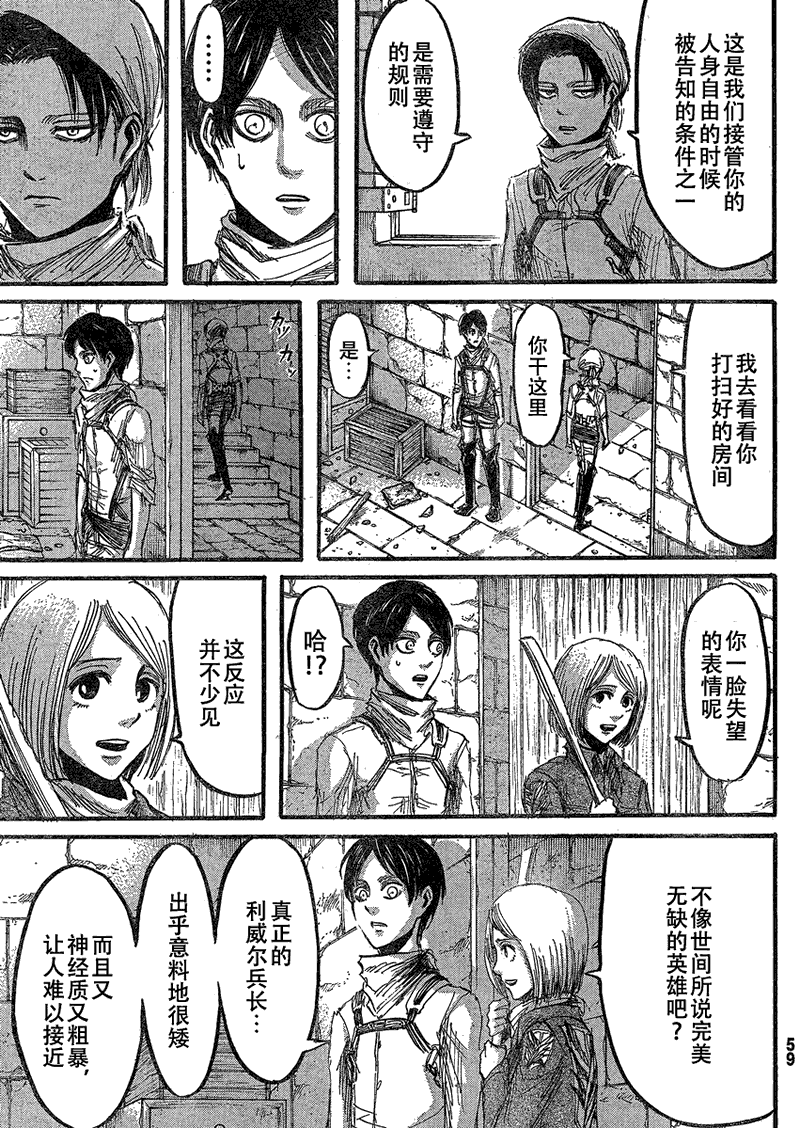 这是我们接管你的
人身自由的时候
被告知的条件之一
是需要遵守
的规则
……
我去看看你
打扫好的房间
你干这里
是…
カッ
カッ
你一脸失望
的表情呢
哈!?
这反应
并不少见
不像世间所说完美
无缺的英雄吧？
真正的
利威尔兵长…
出乎意料
地很矮
而且又
神经质又粗暴，
让人难以接近
59